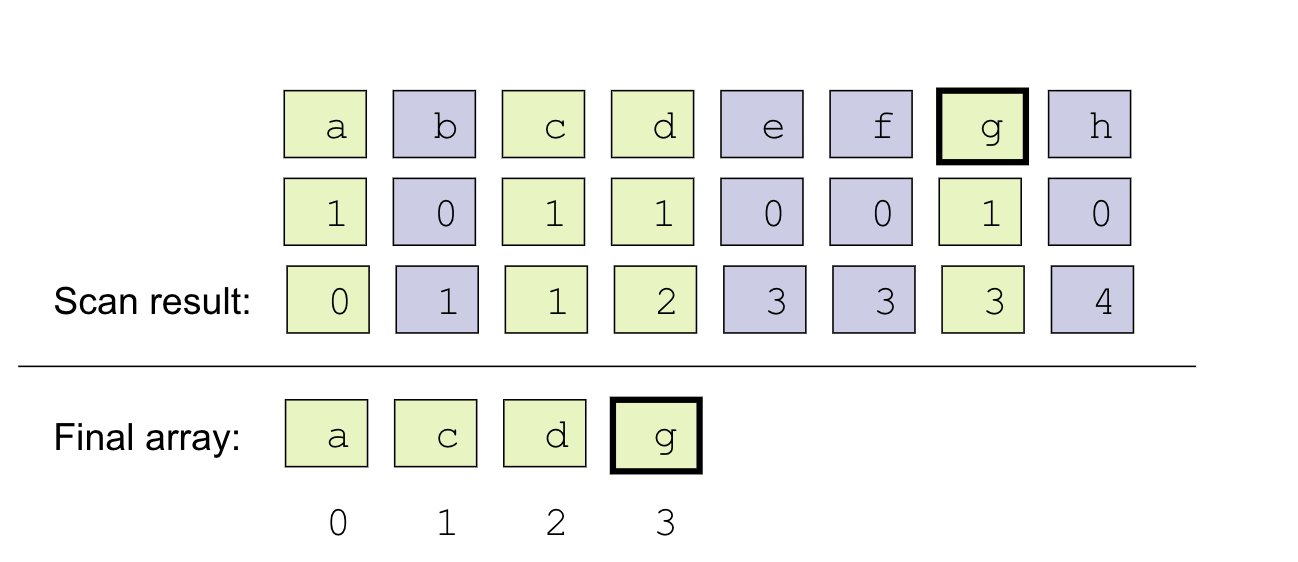 a b c d e f g h
1 0 1 1 0 0 1 0
Scan result: 0 1 1 2 3 3 3 4
Final array: a c d g
0 1 2 3